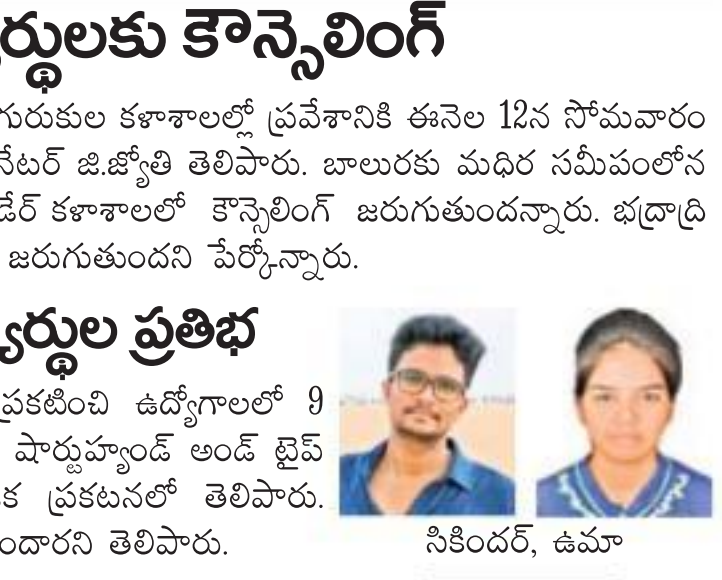 ర్థులకు కౌన్సెలింగ్
గురుకుల కళాశాలల్లో ప్రవేశానికి ఈనెల 12న సోమవారం
నేటర్ జి.జ్యోతి తెలిపారు. బాలురకు మధిర సమీపంలోన
డేర్ కళాశాలలో కౌన్సెలింగ్ జరుగుతుందన్నారు. భద్రాద్రి
జరుగుతుందని పేర్కొన్నారు.
్యర్థుల ప్రతిభ
ప్రకటించి ఉద్యోగాలలో 9
షార్టుహ్యాండ్ అండ్ టైప్
క ప్రకటనలో తెలిపారు.
ందారని తెలిపారు.
సికిందర్, ఉమా